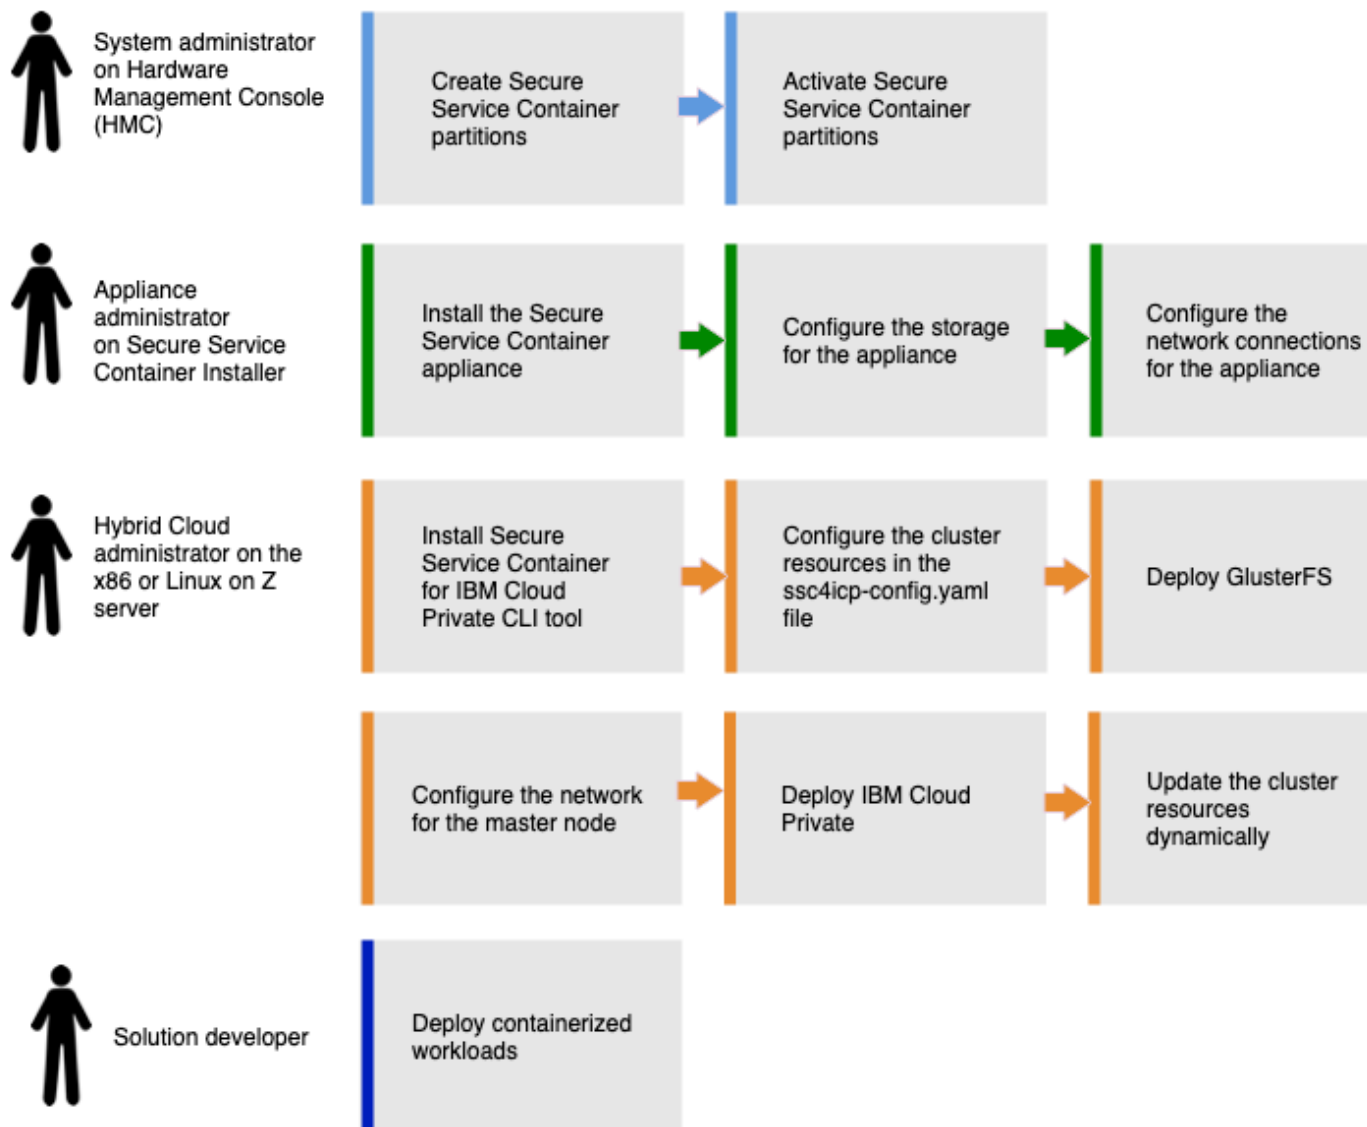 System administrator
on Hardware
Management Console
(HMC)
Create Secure
Service Container
partitions
Activate Secure
Service Container
partitions
Appliance
administrator
on Secure Service
Container Installer
Install the Secure
Service Container
appliance
Configure the storage
for the appliance
Configure the
network connections
for the appliance
Hybrid Cloud
administrator on the
x86 or Linux on Z
server
Install Secure
Service Container
for IBM Cloud
Private CLI tool
Configure the cluster
resources in the
ssc4icp-config.yaml
file
Deploy GlusterFS
Configure the network
for the master node
Deploy IBM Cloud
Private
Update the cluster
resources
dynamically
Solution developer
Deploy containerized
workloads